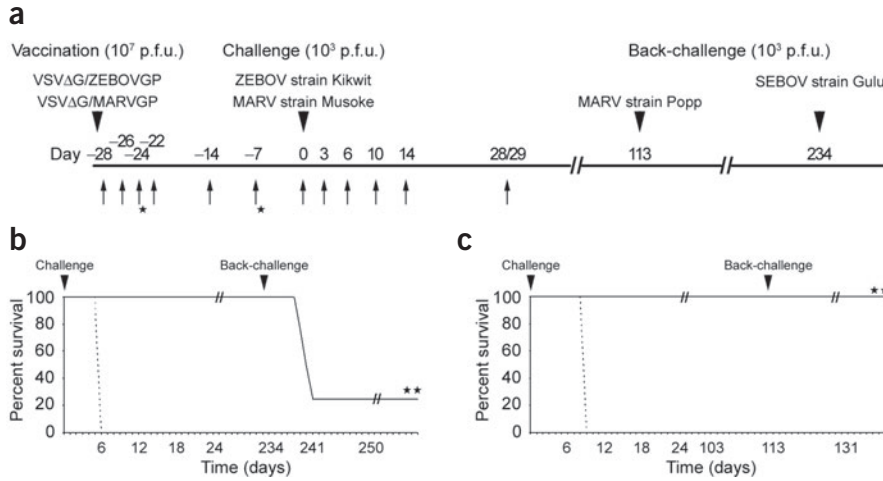 a
Vaccination (10⁷ p.f.u.) Challenge (10³ p.f.u.) Back-challenge (10³ p.f.u.)
VSVΔG/ZEBOVGP ZEBOV strain Kikwit SEBOV strain Gulu
VSVΔG/MARVGP MARV strain Musoke MARV strain Popp
–26 –22
Day –28 –24 –14 –7 0 3 6 10 14 28/29 113 234
★ ★
b
Challenge Back-challenge
Percent survival
100
80
60
40
20
0
★★
6 12 18 24 234 241 250
Time (days)
c
Challenge Back-challenge
Percent survival
100
80
60
40
20
0
6 12 18 24 103 113 131
Time (days)